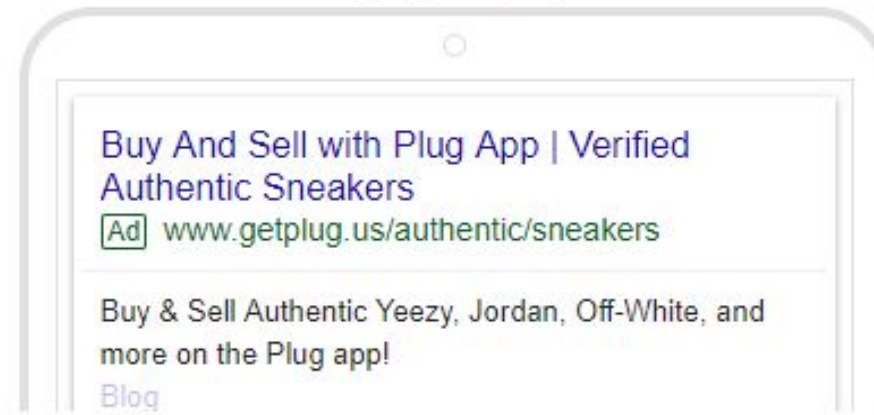 Buy And Sell with Plug App | Verified
Authentic Sneakers
Ad www.getplug.us/authentic/sneakers
Buy & Sell Authentic Yeezy, Jordan, Off-White, and
more on the Plug app!
Blog